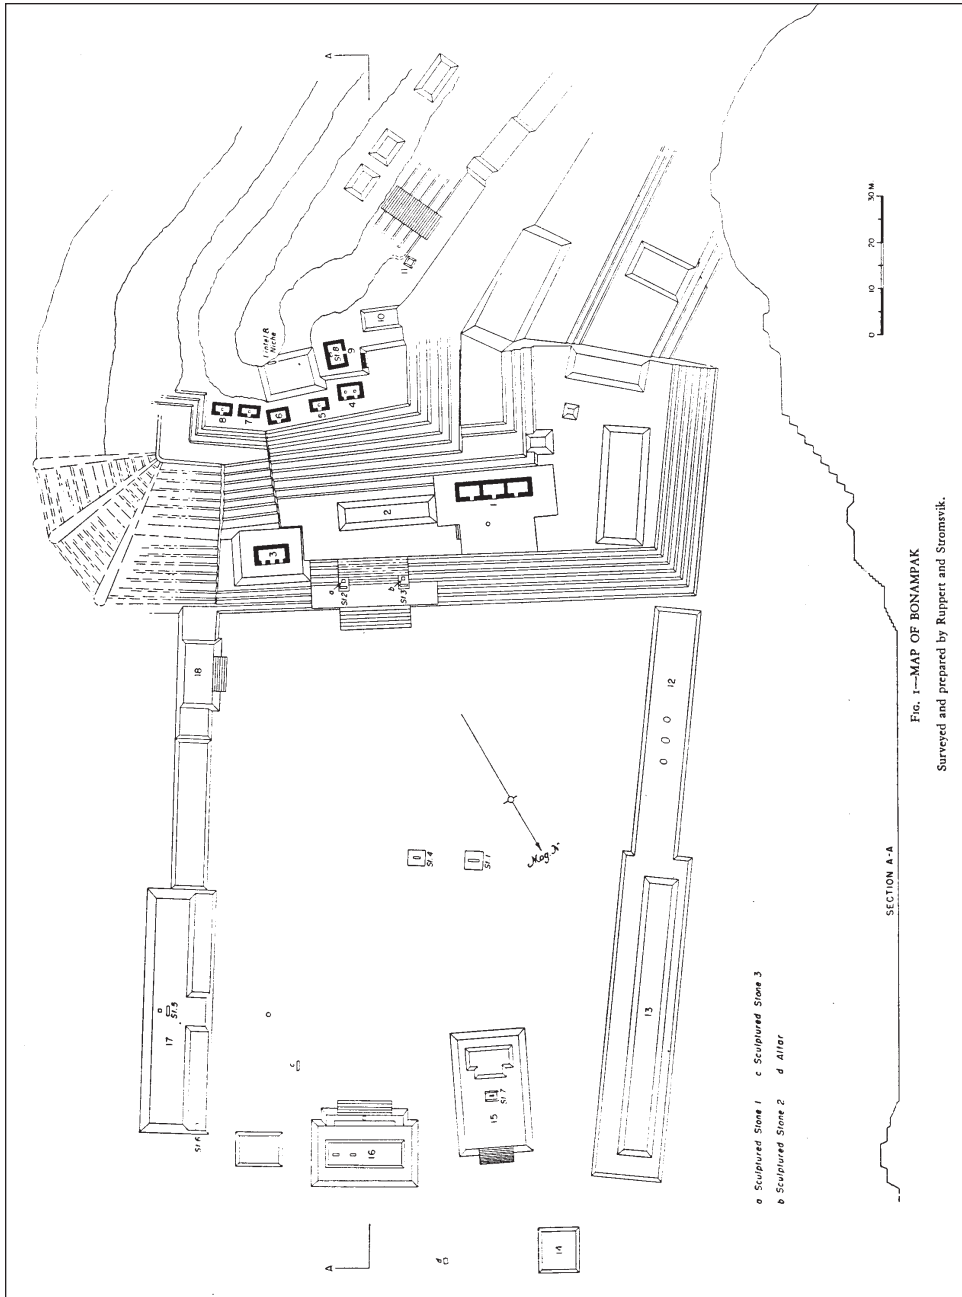 A
A
18
17
St.5
St.6
c
16
d
14
15
St.7
13
12
St.4
St.1
Mag. N.
3
2
1
a
St.2
b
St.3
8
7
6
5
4
9
St.8
10
11
Lintel R
Niche
0 10 20 30 M.
SECTION A-A
a Sculptured Stone 1
b Sculptured Stone 2
c Sculptured Stone 3
d Altar
FIG. 1—MAP OF BONAMPAK
Surveyed and prepared by Ruppert and Stromsvik.